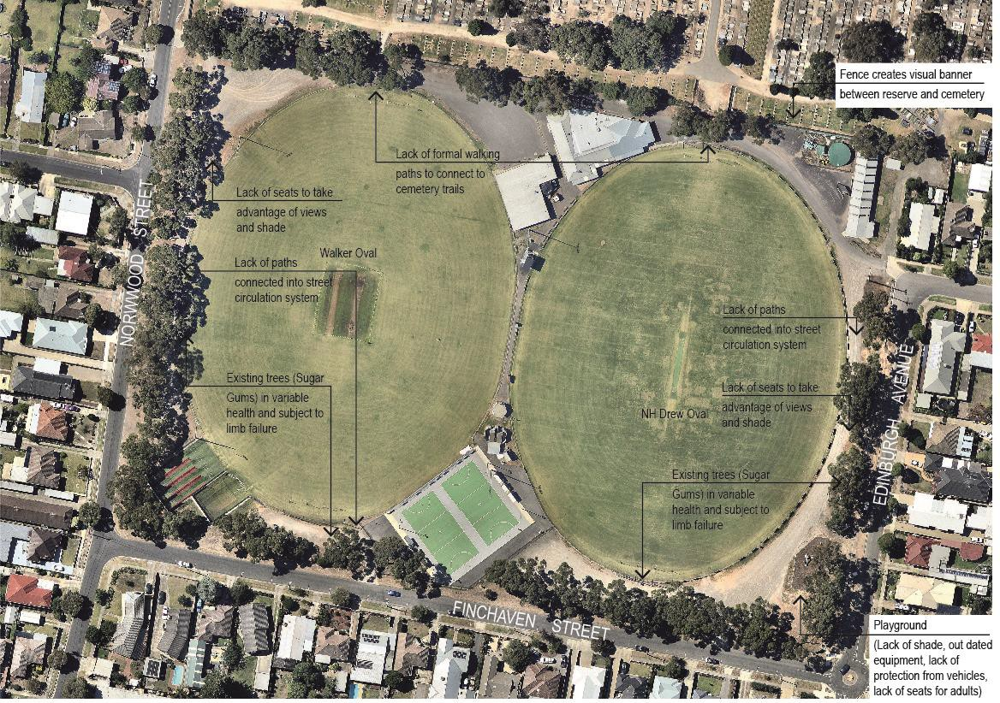 Fence creates visual banner
between reserve and cemetery
Lack of formal walking
paths to connect to
cemetery trails
Lack of seats to take
advantage of views
and shade
Walker Oval
Lack of paths
connected into street
circulation system
NORWOOD STREET
Lack of paths
connected into street
circulation system
Existing trees (Sugar
Gums) in variable
health and subject to
limb failure
Lack of seats to take
advantage of views
and shade
NH Drew Oval
EDINBURGH AVENUE
Existing trees (Sugar
Gums) in variable
health and subject to
limb failure
FINCHAVEN STREET
Playground
(Lack of shade, out dated
equipment, lack of
protection from vehicles,
lack of seats for adults)